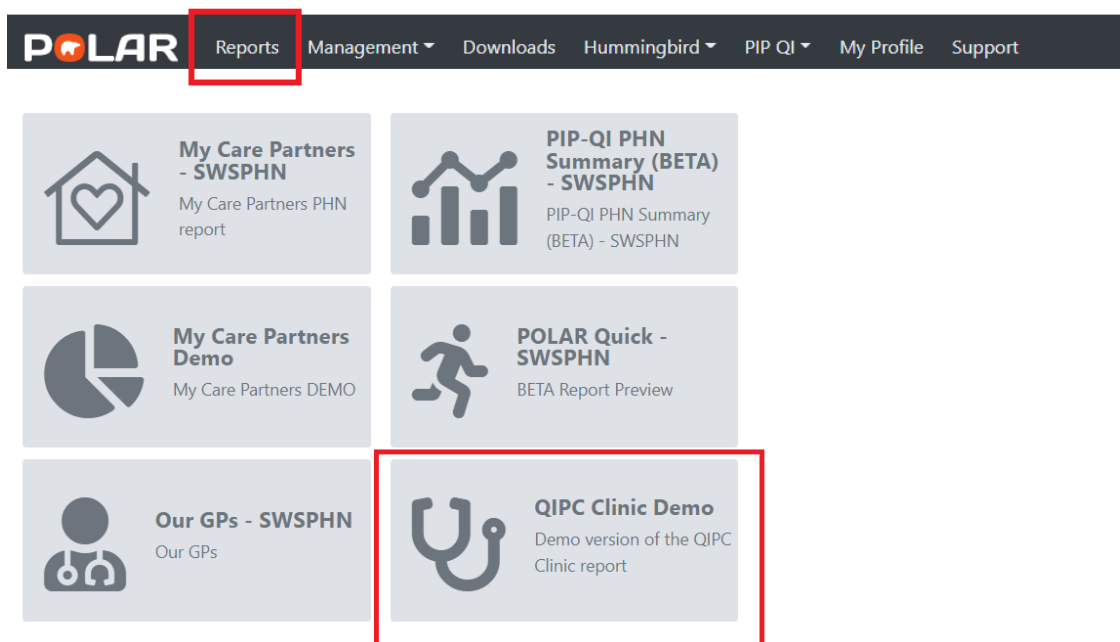 POLAR Reports Management Downloads Hummingbird PIP QI My Profile Support
My Care Partners
- SWSPHN
My Care Partners PHN
report
PIP-QI PHN
Summary (BETA)
- SWSPHN
PIP-QI PHN Summary
(BETA) - SWSPHN
My Care Partners
Demo
My Care Partners DEMO
POLAR Quick -
SWSPHN
BETA Report Preview
Our GPs - SWSPHN
Our GPs
QIPC Clinic Demo
Demo version of the QIPC
Clinic report